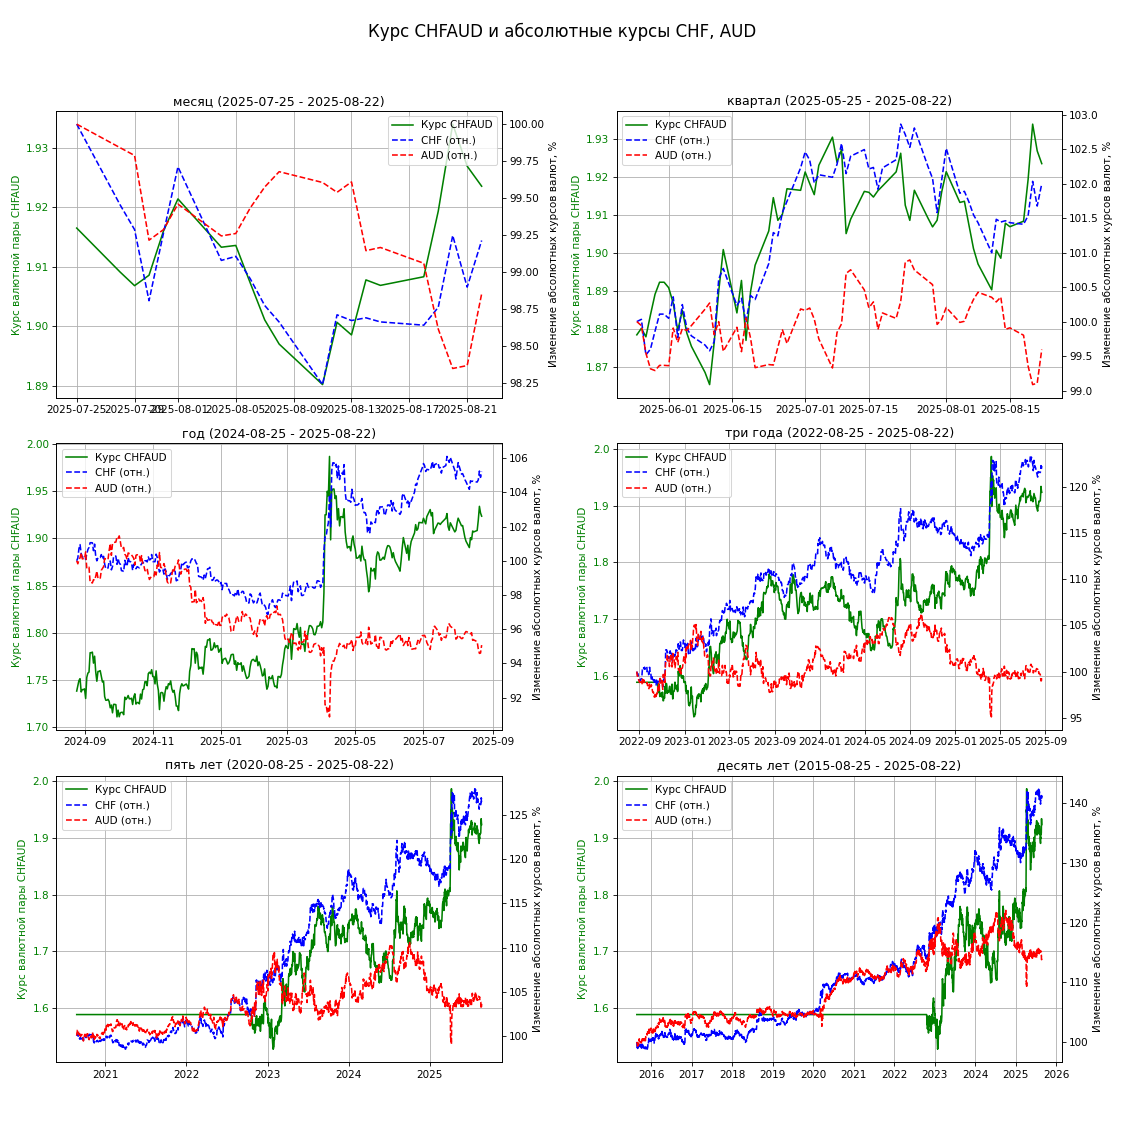 Курс CHFAUD и абсолютные курсы CHF, AUD
месяц (2025-07-25 - 2025-08-22)
Курс CHFAUD
CHF (отн.)
AUD (отн.)
Курс валютной пары CHFAUD
1.93
1.92
1.91
1.90
1.89
100.00
99.75
99.50
99.25
99.00
98.75
98.50
98.25
Изменение абсолютных курсов валют, %
2025-07-25 2025-07-29 2025-08-01 2025-08-05 2025-08-09 2025-08-13 2025-08-17 2025-08-21
квартал (2025-05-25 - 2025-08-22)
Курс CHFAUD
CHF (отн.)
AUD (отн.)
Курс валютной пары CHFAUD
1.93
1.92
1.91
1.90
1.89
1.88
1.87
103.0
102.5
102.0
101.5
101.0
100.5
100.0
99.5
99.0
Изменение абсолютных курсов валют, %
2025-06-01 2025-06-15 2025-07-01 2025-07-15 2025-08-01 2025-08-15
год (2024-08-25 - 2025-08-22)
Курс CHFAUD
CHF (отн.)
AUD (отн.)
Курс валютной пары CHFAUD
2.00
1.95
1.90
1.85
1.80
1.75
1.70
106
104
102
100
98
96
94
92
Изменение абсолютных курсов валют, %
2024-09 2024-11 2025-01 2025-03 2025-05 2025-07 2025-09
три года (2022-08-25 - 2025-08-22)
Курс CHFAUD
CHF (отн.)
AUD (отн.)
Курс валютной пары CHFAUD
2.0
1.9
1.8
1.7
1.6
120
115
110
105
100
95
Изменение абсолютных курсов валют, %
2022-09 2023-01 2023-05 2023-09 2024-01 2024-05 2024-09 2025-01 2025-05 2025-09
пять лет (2020-08-25 - 2025-08-22)
Курс CHFAUD
CHF (отн.)
AUD (отн.)
Курс валютной пары CHFAUD
2.0
1.9
1.8
1.7
1.6
125
120
115
110
105
100
Изменение абсолютных курсов валют, %
2021 2022 2023 2024 2025
десять лет (2015-08-25 - 2025-08-22)
Курс CHFAUD
CHF (отн.)
AUD (отн.)
Курс валютной пары CHFAUD
2.0
1.9
1.8
1.7
1.6
140
130
120
110
100
Изменение абсолютных курсов валют, %
2016 2017 2018 2019 2020 2021 2022 2023 2024 2025 2026